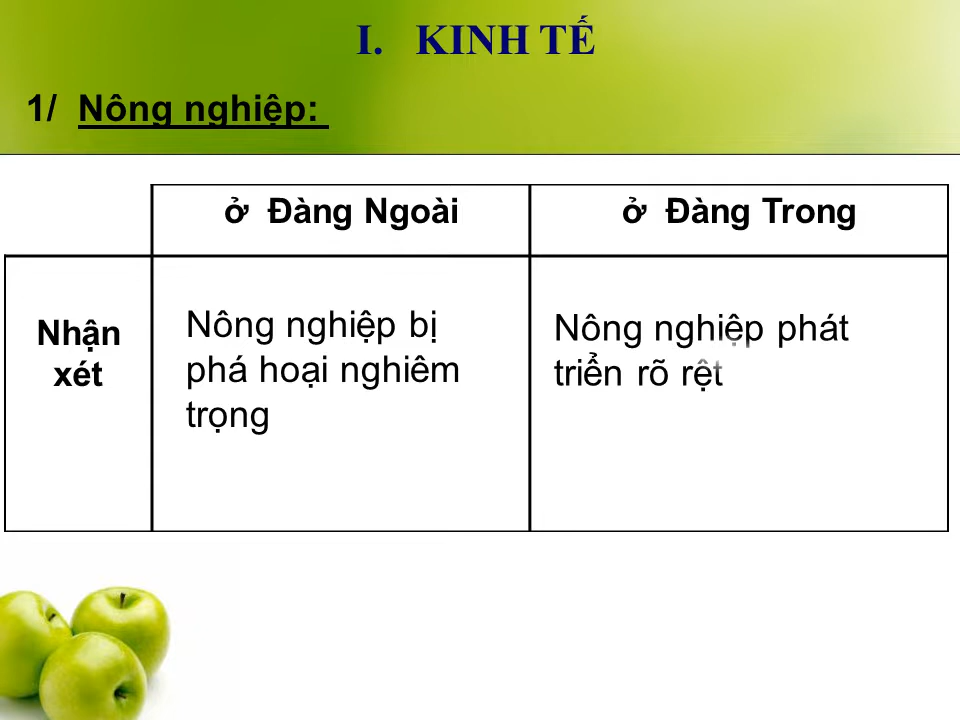 I. KINH TẾ
1/ Nông nghiệp:
ở Đàng Ngoài
ở Đàng Trong
Nhận
xét
Nông nghiệp bị
phá hoại nghiêm
trọng
Nông nghiệp phát
triển rõ rệt